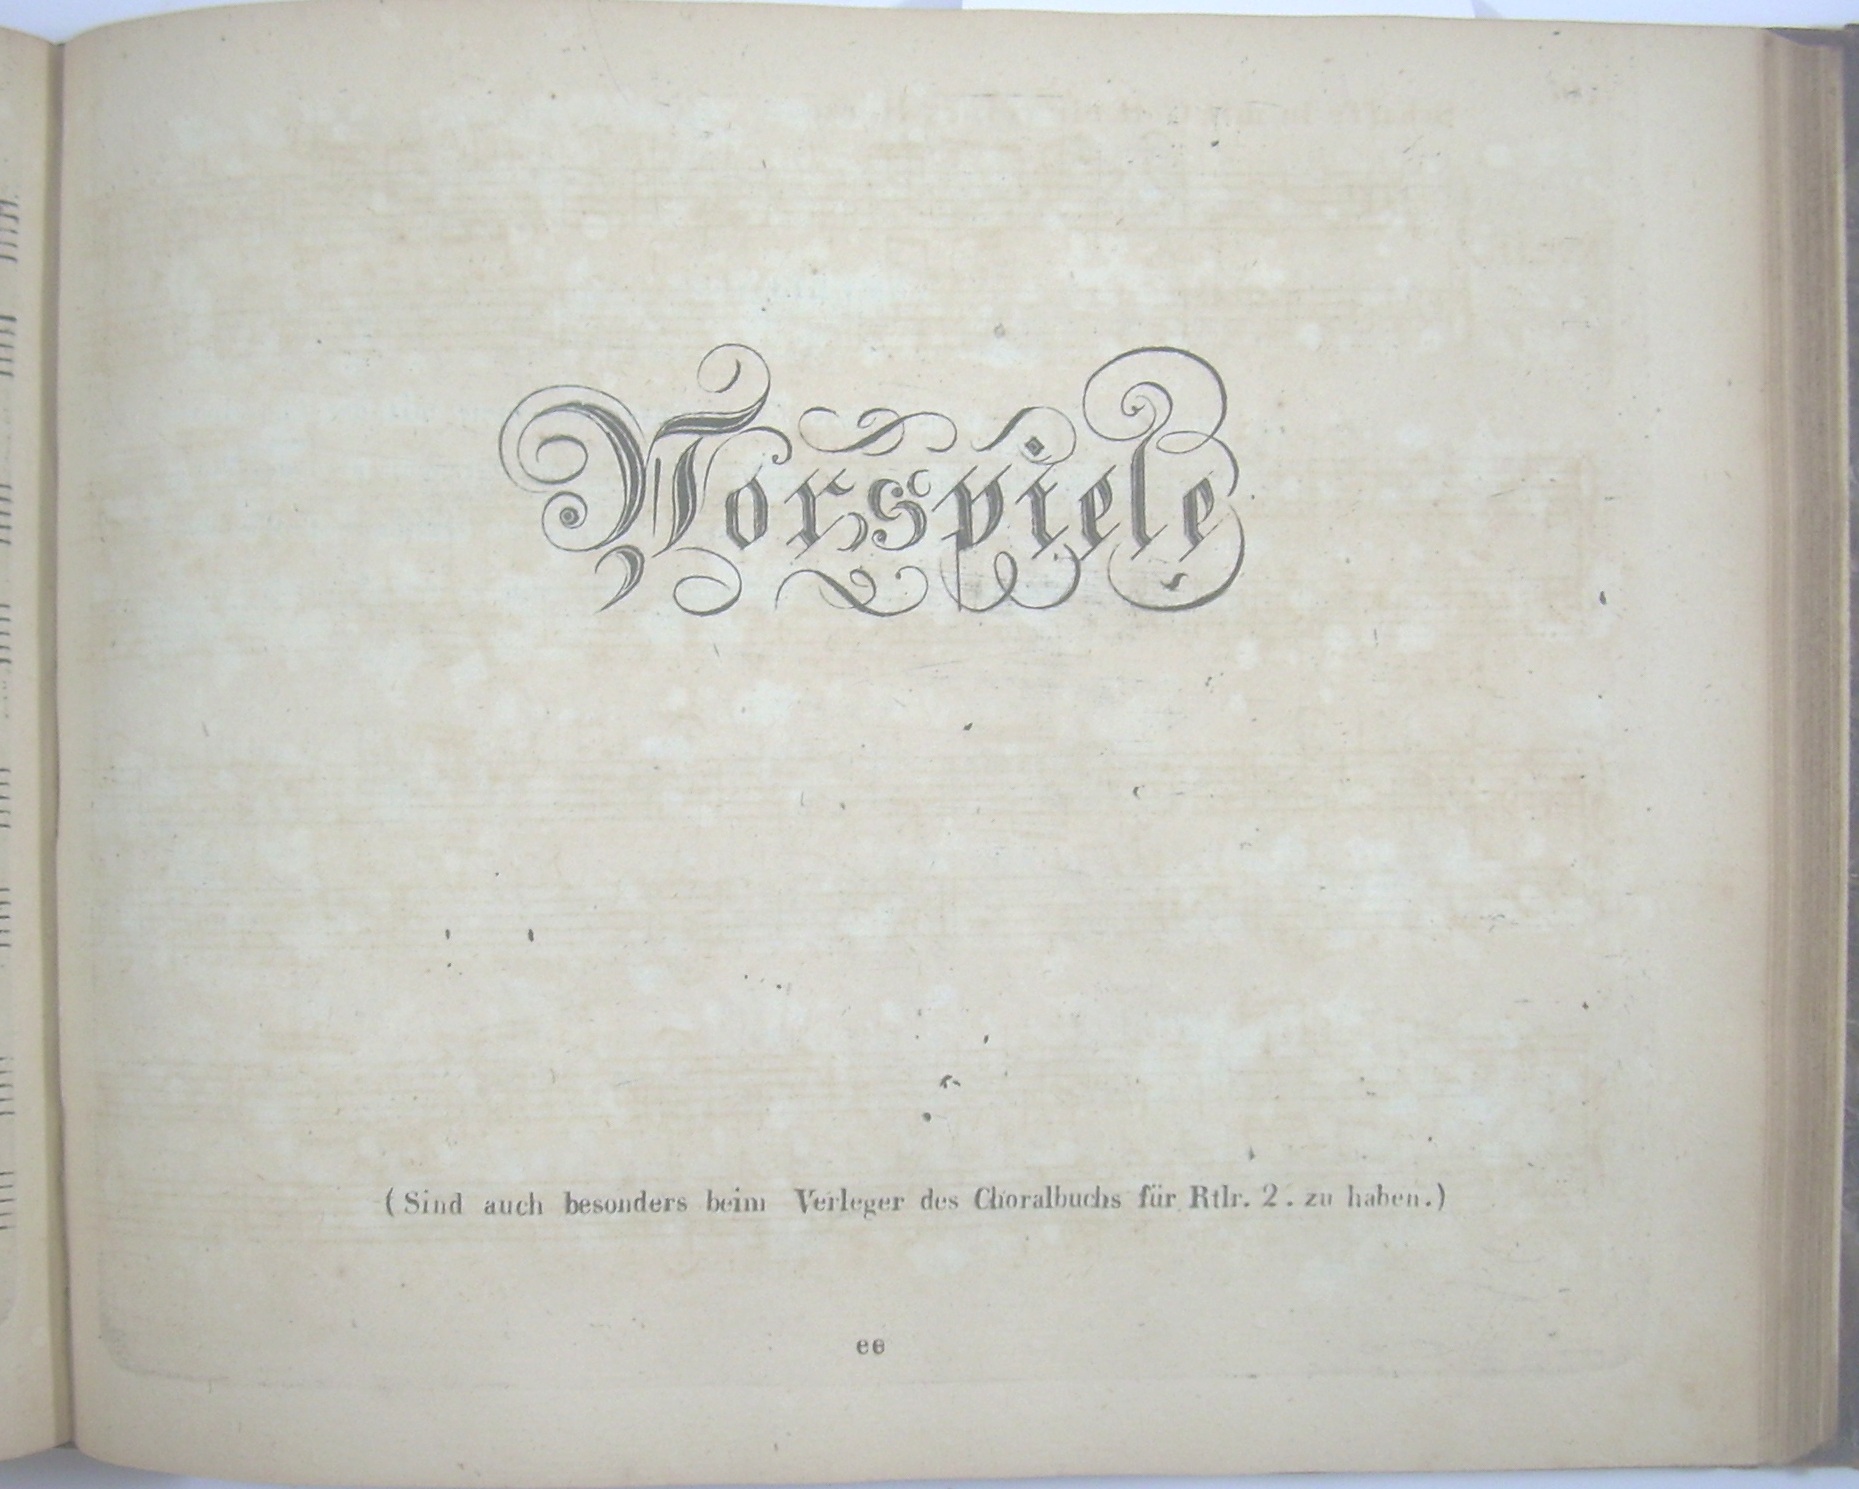 Vorspiele
(Sind auch besonders beim Verleger des Choralbuchs für Rtlr. 2. zu haben.)
ee